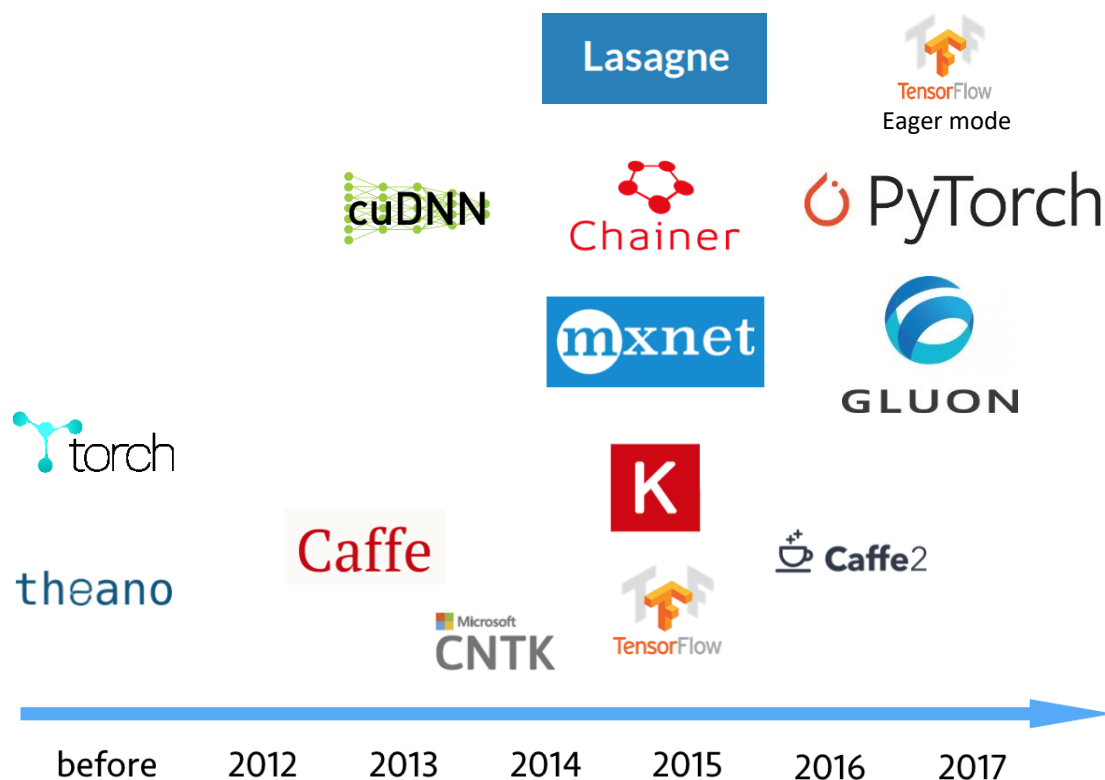 Lasagne
TensorFlow
Eager mode
cuDNN
Chainer
PyTorch
mxnet
GLUON
torch
K
Caffe
Caffe2
theano
Microsoft
CNTK
TensorFlow
before 2012 2013 2014 2015 2016 2017